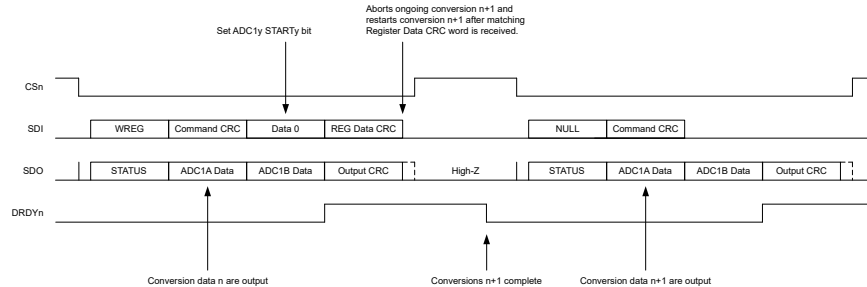 Aborts ongoing conversion n+1 and
restarts conversion n+1 after matching
Register Data CRC word is received.
Set ADC1y STARTy bit
CSn
SDI WREG Command CRC Data 0 REG Data CRC NULL Command CRC
SDO STATUS ADC1A Data ADC1B Data Output CRC High-Z STATUS ADC1A Data ADC1B Data Output CRC
DRDYn
Conversion data n are output Conversions n+1 complete Conversion data n+1 are output